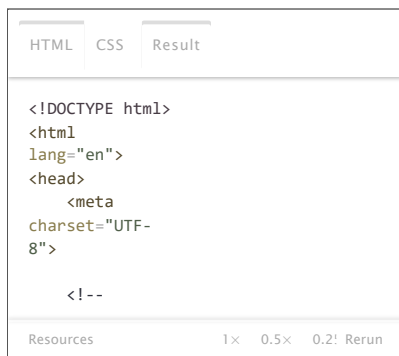 HTML CSS Result
<!DOCTYPE html>
<html
lang="en">
<head>
<meta
charset="UTF-
8">
<!--
Resources 1× 0.5× Rerun